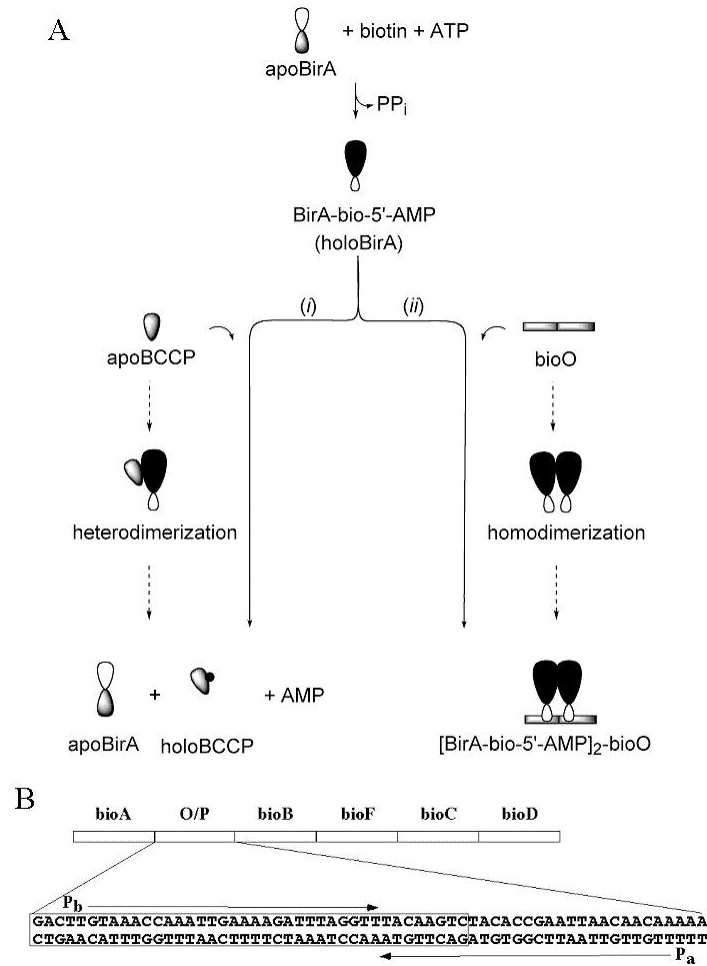 A
+ biotin + ATP
apoBirA
PPi
BirA-bio-5'-AMP
(holoBirA)
(i)
(ii)
apoBCCP
bioO
heterodimerization
homodimerization
+
+ AMP
apoBirA
holoBCCP
[BirA-bio-5'-AMP]2-bioO
B
bioA
O/P
bioB
bioF
bioC
bioD
Pb
GACTTGTAAACCAAATTGAAAAGATTTAGGTTTACAAGTCTACACCGAATTAACAACAAAAA
CTGAACATTTGGTTTAACTTTTCTAAATCCAAATGTTCAGATGTGGCTTAATTGTTGTTTTT
Pa